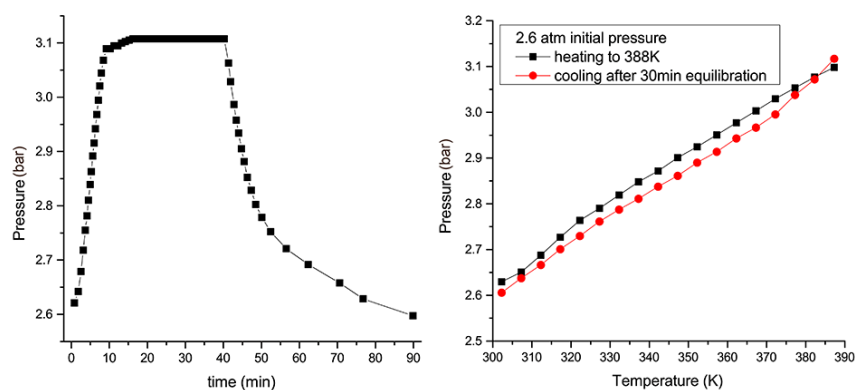 3.1
3.0
2.9
2.8
2.7
2.6
Pressure (bar)
0 10 20 30 40 50 60 70 80 90
time (min)
2.6 atm initial pressure
heating to 388K
cooling after 30min equilibration
3.2
3.1
3.0
2.9
2.8
2.7
2.6
2.5
Pressure (bar)
300 310 320 330 340 350 360 370 380 390
Temperature (K)